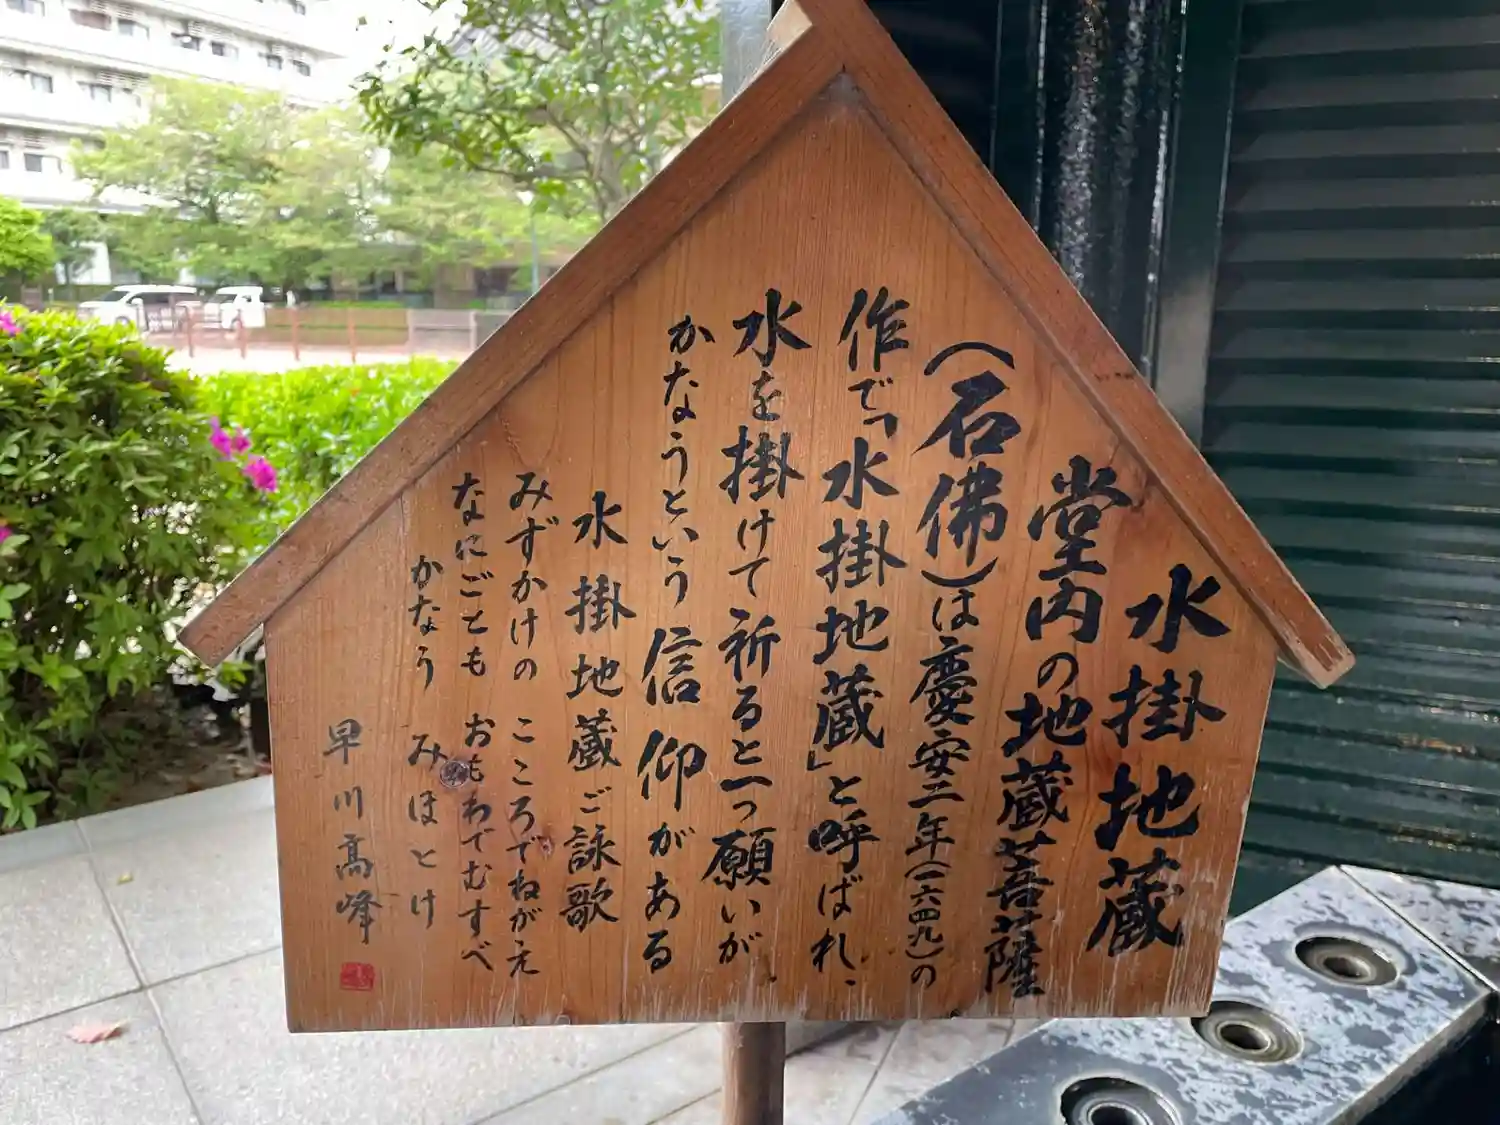 水掛地蔵
堂内の地蔵菩薩
(石佛)は慶安二年(一六四九)の
作で「水掛地蔵」と呼ばれ、
水を掛けて祈ると一つ願いが、
かなうという信仰がある
水掛地蔵ご詠歌
みずかけの こころでねがえ
なにごとも おもわでむすべ
かなう みほとけ
早川高峰